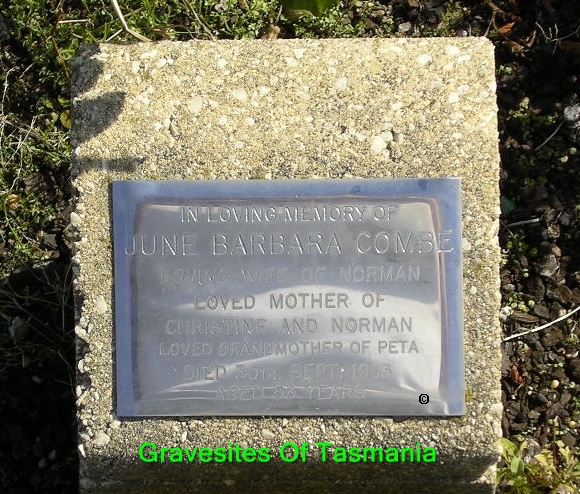 IN LOVING MEMORY OF
JUNE BARBARA COMBE
LOVING WIFE OF NORMAN
LOVED MOTHER OF
CHRISTINE AND NORMAN
LOVED GRANDMOTHER OF PETA
DIED 30TH SEPT.
AGED YEARS
©
Gravesites Of Tasmania